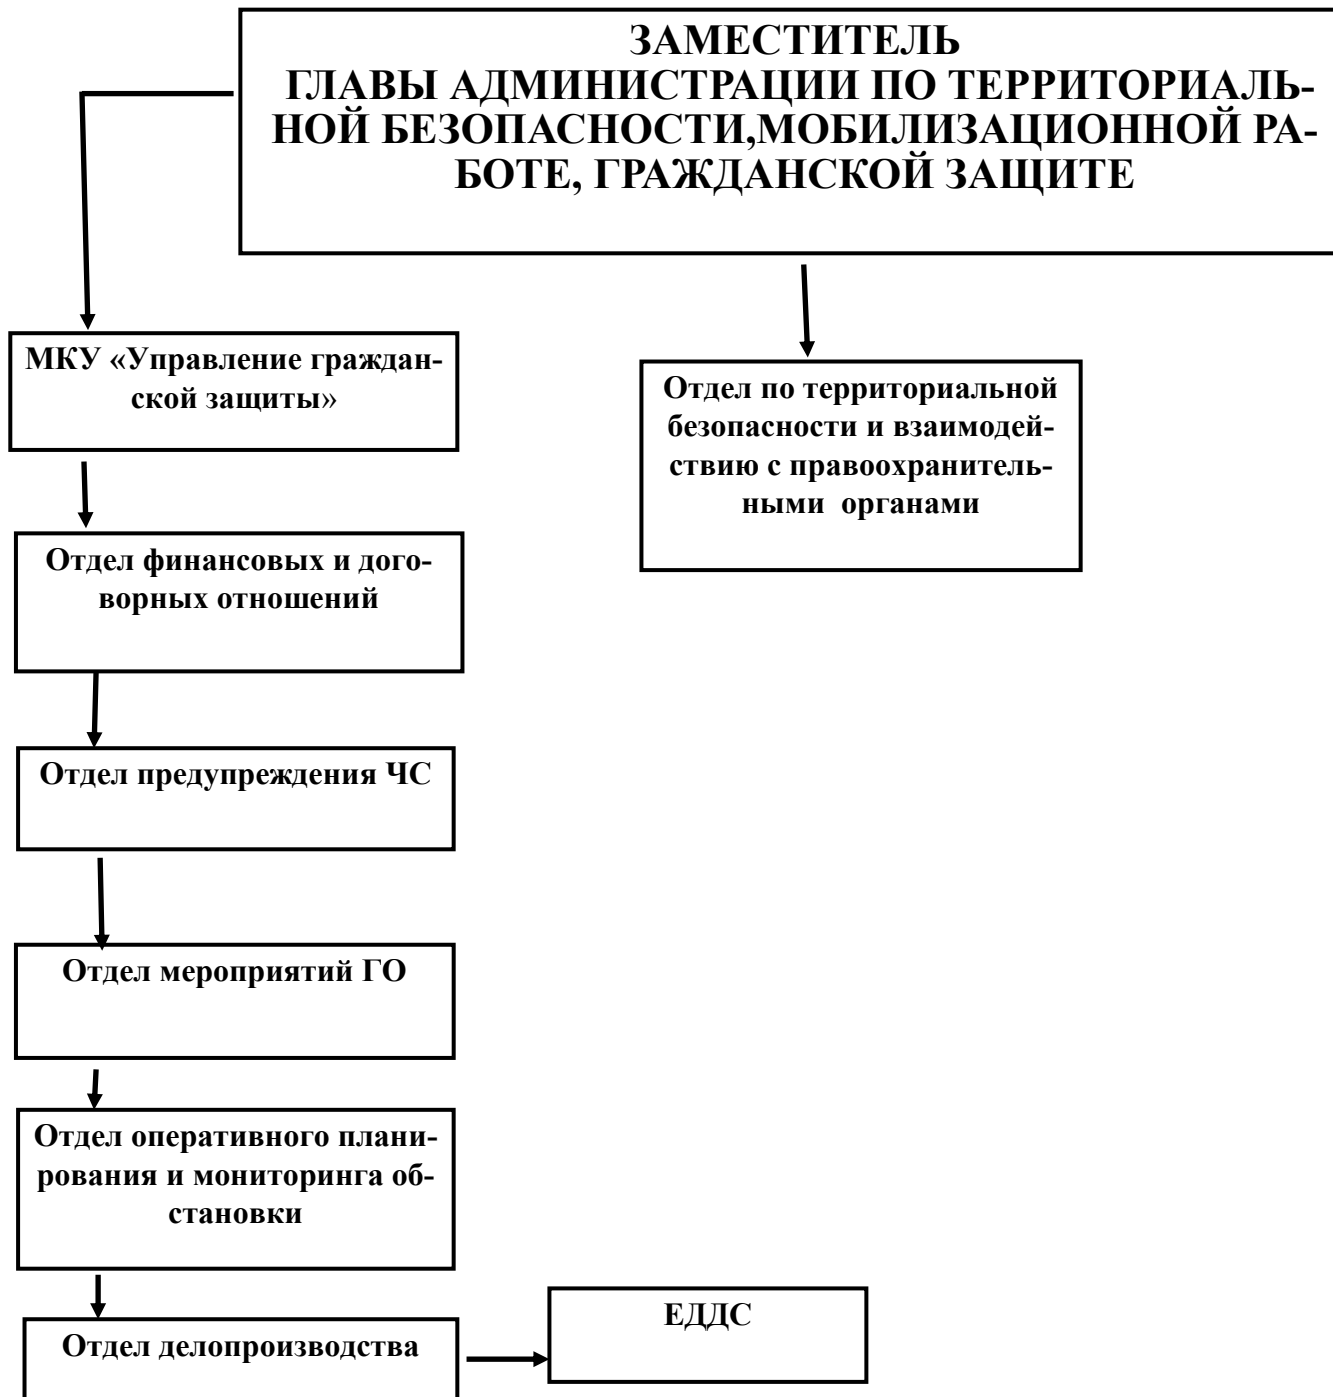 ЗАМЕСТИТЕЛЬ
ГЛАВЫ АДМИНИСТРАЦИИ ПО ТЕРРИТОРИАЛЬ-
НОЙ БЕЗОПАСНОСТИ,МОБИЛИЗАЦИОННОЙ РА-
БОТЕ, ГРАЖДАНСКОЙ ЗАЩИТЕ
МКУ «Управление граждан-
ской защиты»
Отдел по территориальной
безопасности и взаимодей-
ствию с правоохранитель-
ными  органами
Отдел финансовых и дого-
ворных отношений
Отдел предупреждения ЧС
Отдел мероприятий ГО
Отдел оперативного плани-
рования и мониторинга об-
становки
ЕДДС
Отдел делопроизводства